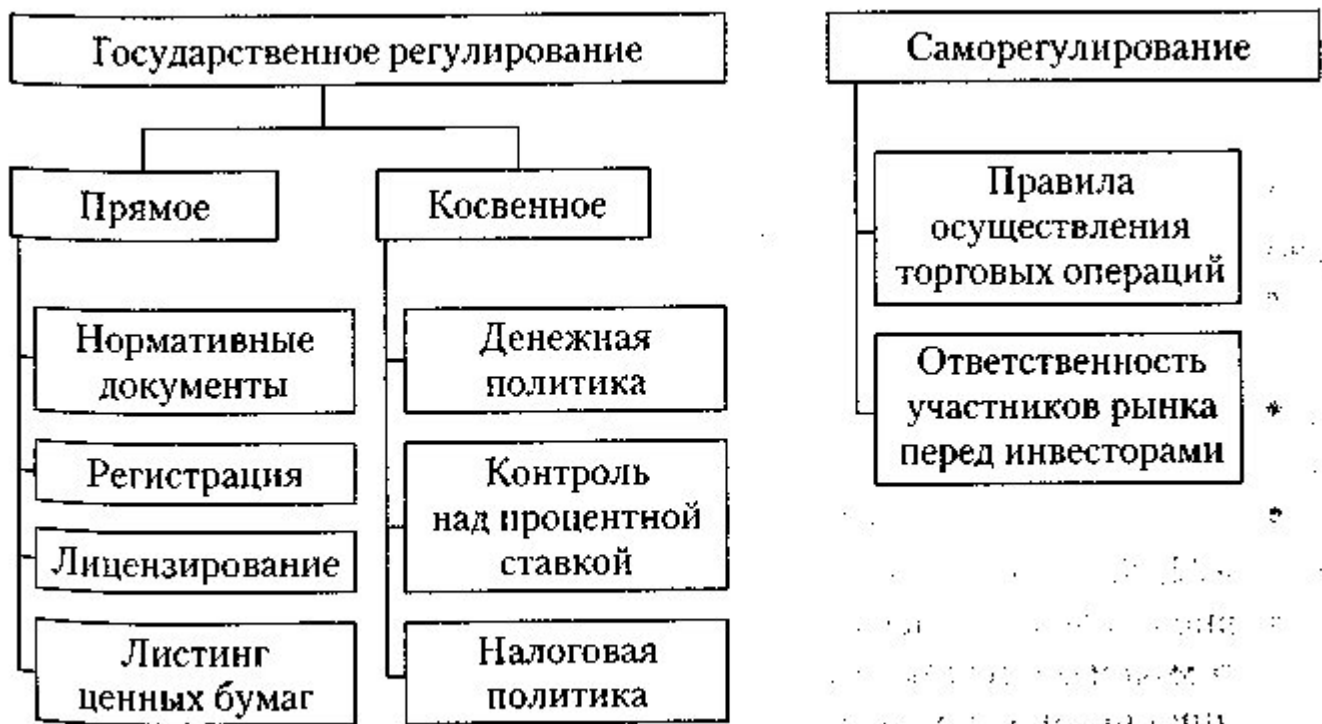 Государственное регулирование
Саморегулирование
Прямое
Косвенное
Нормативные
документы
Регистрация
Лицензирование
Листинг
ценных бумаг
Денежная
политика
Контроль
над процентной
ставкой
Налоговая
политика
Правила
осуществления
торговых операций
Ответственность
участников рынка
перед инвесторами